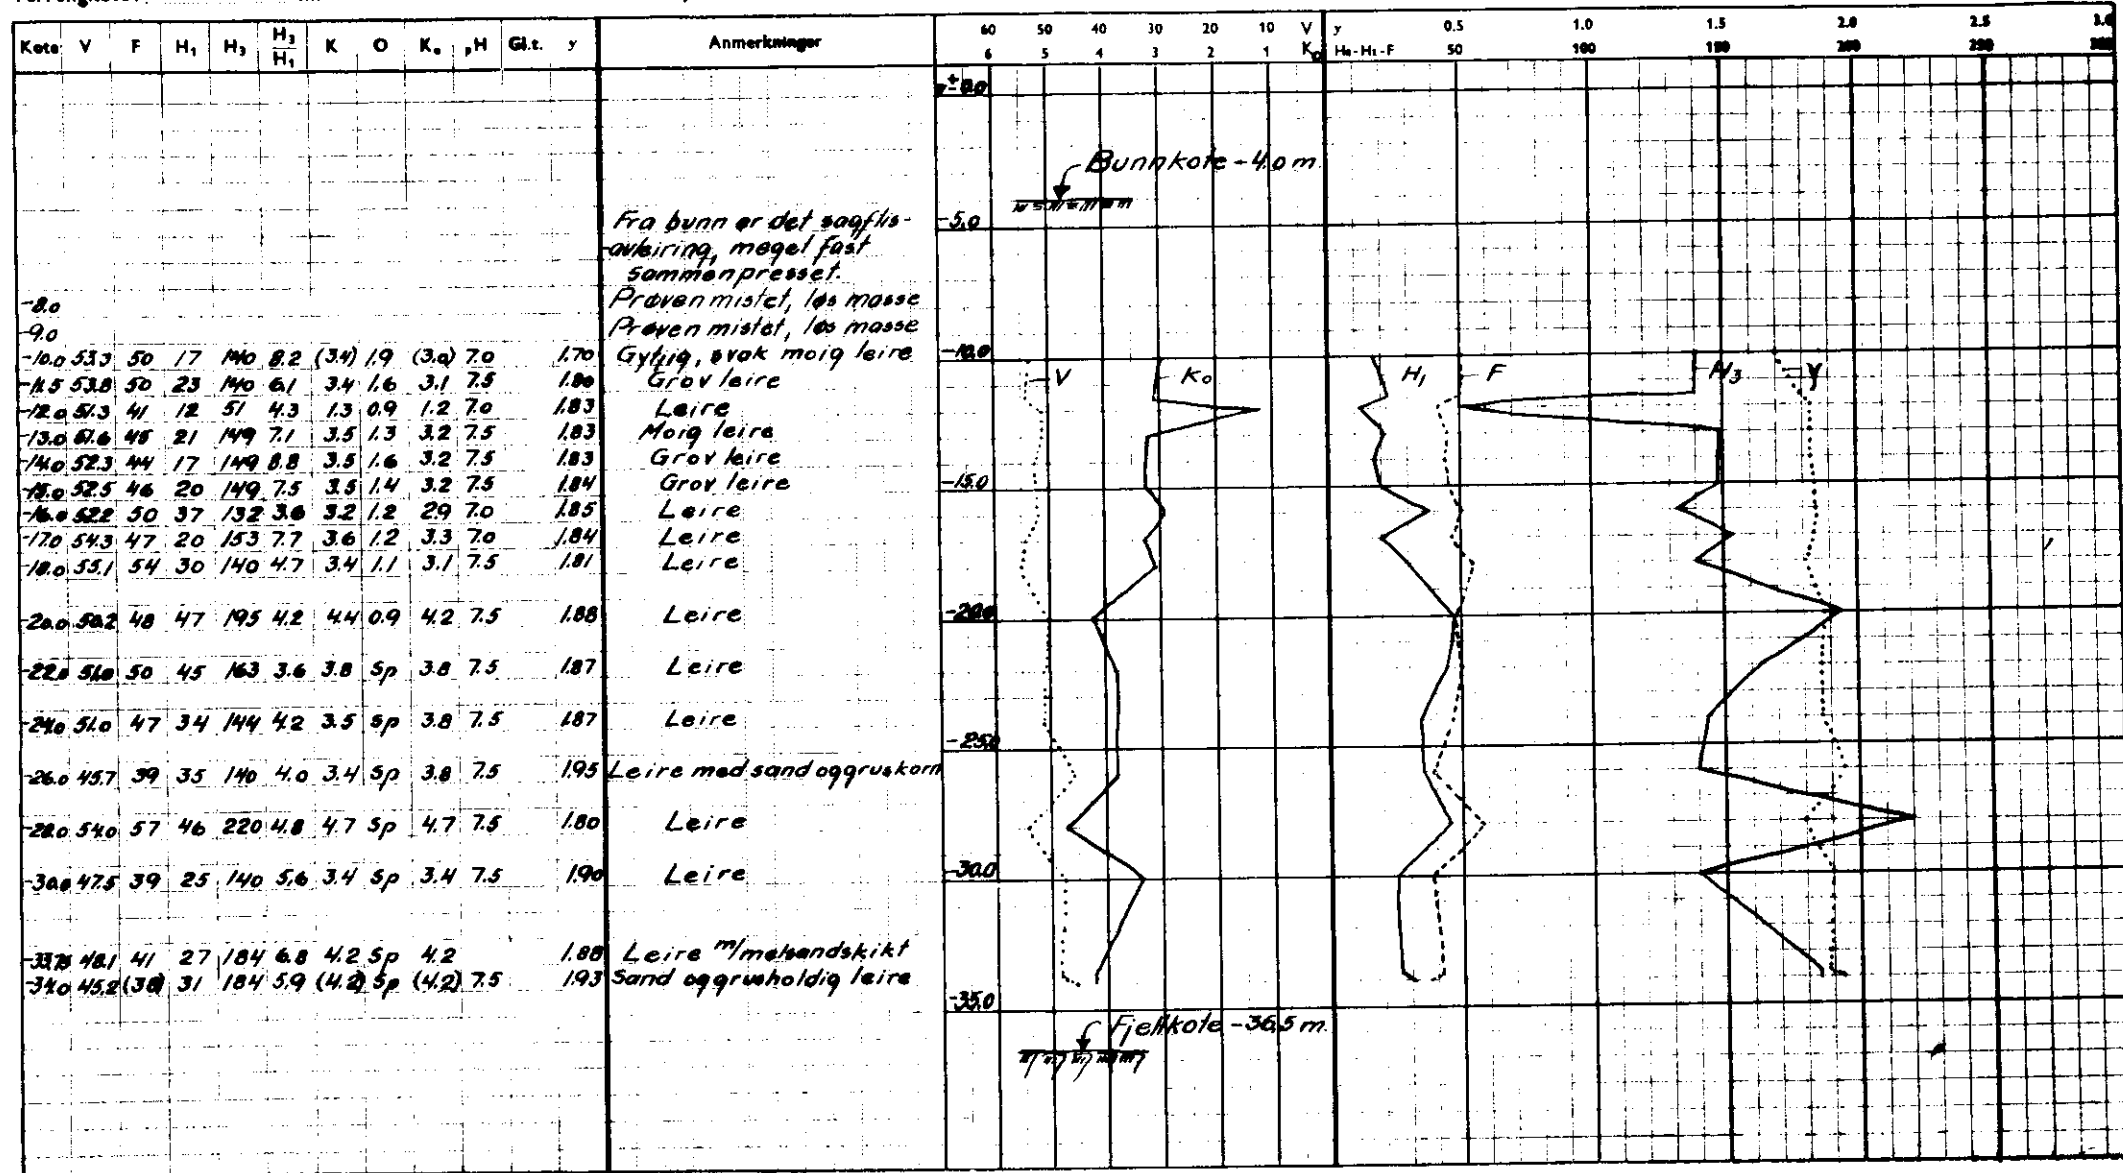 Kote V F H₁ H₃ H₃/H₁ K O K₀ pH Gl.t. γ Anmerkninger
60 50 40 30 20 10 V
6 5 4 3 2 1 K₀
γ 0.5 1.0 1.5 2.0 2.5 3.0
H₃-H₁-F 50 100 150 200 250 300
±0.0
Bunnkote -4.0 m
Fra bunn er det sagflis-
avleiring, meget fast
sammenpresset.
-5.0
-8.0 Prøven mistet, løs masse
-9.0 Prøven mistet, løs masse
-10.0 53.3 50 17 140 8.2 (3.4) 1.9 (3.0) 7.0 1.70 Gytjig, svak moig leire
-10.0
-11.5 53.8 50 23 140 6.1 3.4 1.6 3.1 7.5 1.80 Grov leire
V K₀ H₁ F H₃ γ
-12.0 51.3 41 12 51 4.3 1.3 0.9 1.2 7.0 1.83 Leire
-13.0 51.6 45 21 149 7.1 3.5 1.3 3.2 7.5 1.83 Moig leire
-14.0 52.3 44 17 149 8.8 3.5 1.6 3.2 7.5 1.83 Grov leire
-15.0 52.5 46 20 149 7.5 3.5 1.4 3.2 7.5 1.84 Grov leire
-15.0
-16.0 52.2 50 37 132 3.6 3.2 1.2 29 7.0 1.85 Leire
-17.0 54.3 47 20 153 7.7 3.6 1.2 3.3 7.0 1.84 Leire
-18.0 55.1 54 30 140 4.7 3.4 1.1 3.1 7.5 1.81 Leire
-20.0 50.2 48 47 195 4.2 4.4 0.9 4.2 7.5 1.88 Leire
-20.0
-22.0 51.0 50 45 163 3.6 3.8 Sp 3.8 7.5 1.87 Leire
-24.0 51.0 47 34 144 4.2 3.5 Sp 3.8 7.5 1.87 Leire
-25.0
-26.0 45.7 39 35 140 4.0 3.4 Sp 3.8 7.5 1.95 Leire med sand og gruskorn
-28.0 54.0 57 46 220 4.8 4.7 Sp 4.7 7.5 1.80 Leire
-30.0 47.5 39 25 140 5.6 3.4 Sp 3.4 7.5 1.90 Leire
-30.0
-33.75 48.1 41 27 184 6.8 4.2 Sp 4.2 1.88 Leire m/melsandskikt
-34.0 45.2 (38) 31 184 5.9 (4.2) Sp (4.2) 7.5 1.93 Sand og grusholdig leire
-35.0
Fjellkote -36.5 m.